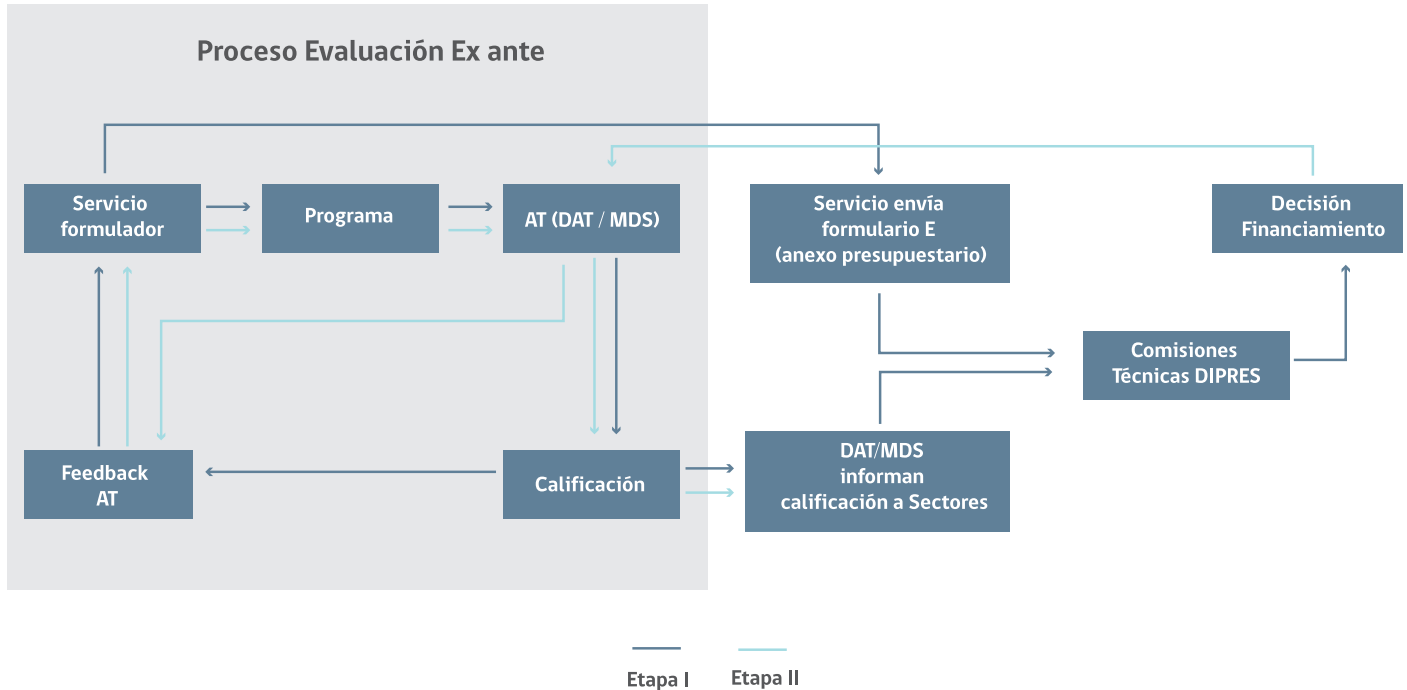 Proceso Evaluación Ex ante
Servicio
formulador
Programa
AT (DAT / MDS)
Servicio envía
formulario E
(anexo presupuestario)
Decisión
Financiamiento
Comisiones
Técnicas DIPRES
Feedback
AT
Calificación
DAT/MDS
informan
calificación a Sectores
Etapa I
Etapa II